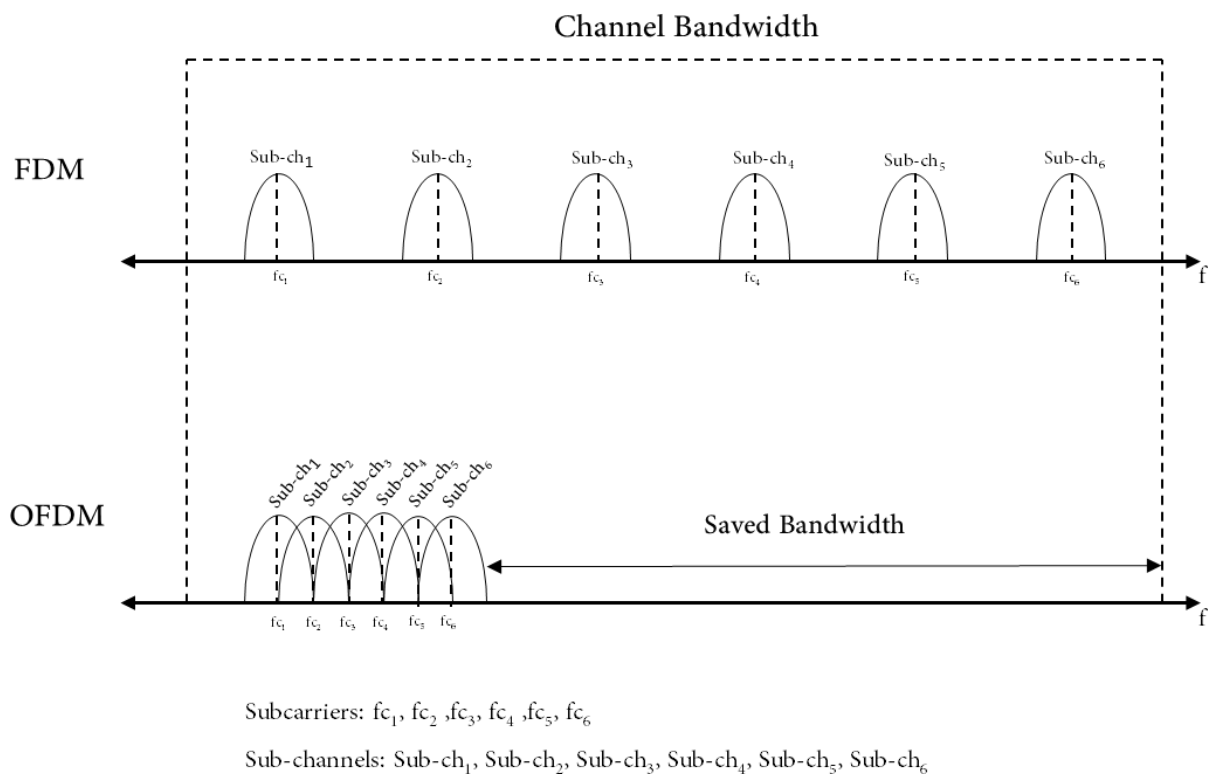 Channel Bandwidth
FDM
Sub-ch₁ Sub-ch₂ Sub-ch₃ Sub-ch₄ Sub-ch₅ Sub-ch₆
fc₁ fc₂ fc₃ fc₄ fc₅ fc₆
f
OFDM
Sub-ch₁ Sub-ch₂ Sub-ch₃ Sub-ch₄ Sub-ch₅ Sub-ch₆
Saved Bandwidth
fc₁ fc₂ fc₃ fc₄ fc₅ fc₆
f
Subcarriers: fc₁, fc₂ ,fc₃, fc₄ ,fc₅, fc₆
Sub-channels: Sub-ch₁, Sub-ch₂, Sub-ch₃, Sub-ch₄, Sub-ch₅, Sub-ch₆